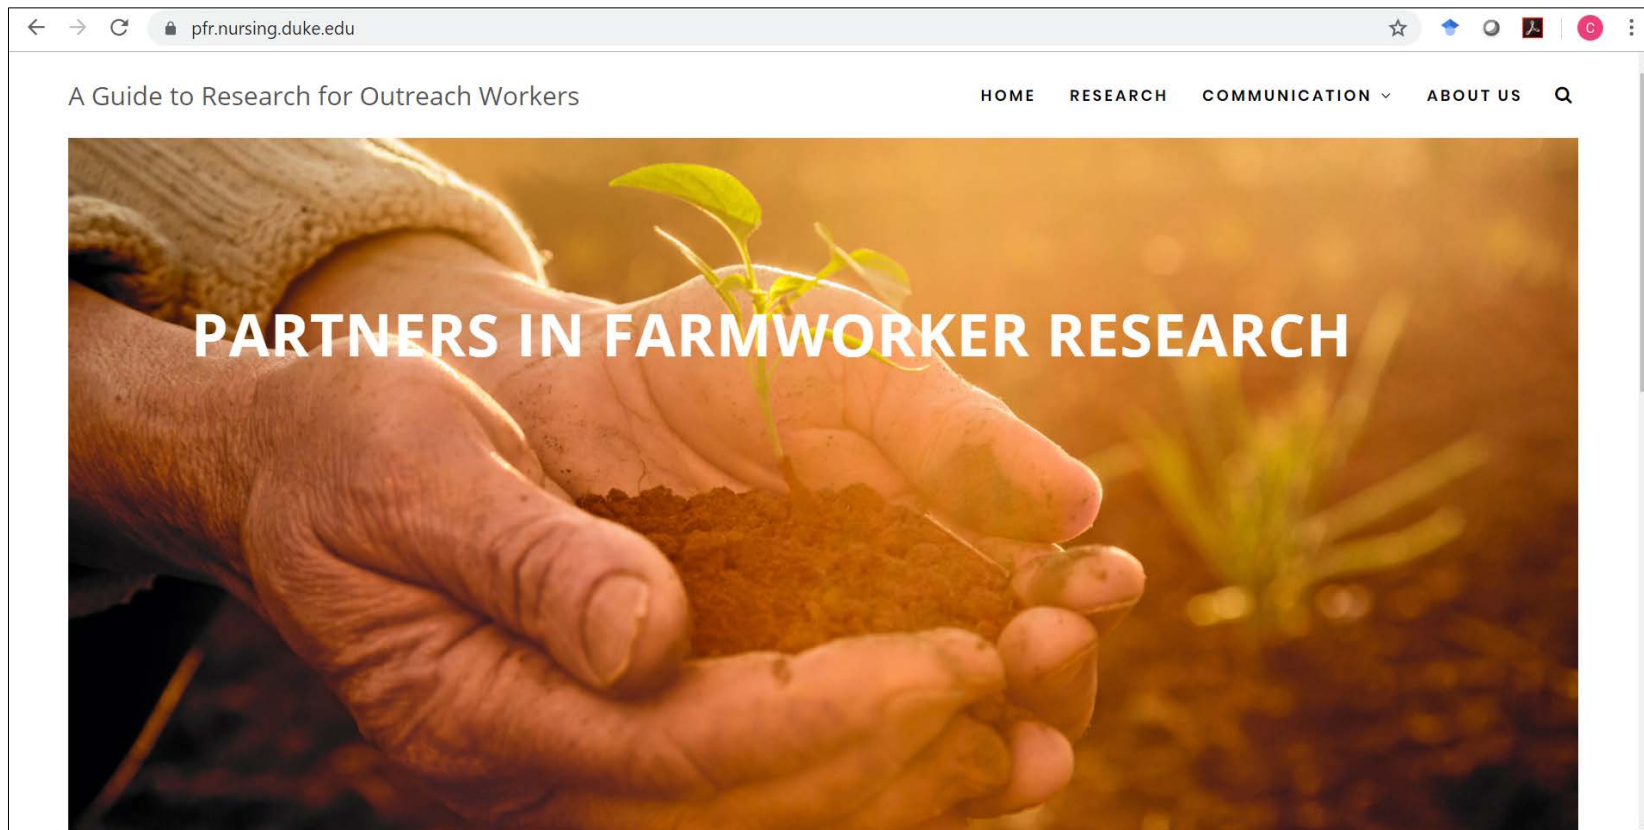 pfr.nursing.duke.edu
C
A Guide to Research for Outreach Workers
HOME RESEARCH COMMUNICATION ABOUT US
PARTNERS IN FARMWORKER RESEARCH